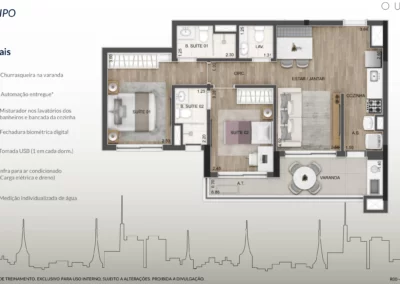 IPO
O U
ais
Churrasqueira na varanda
Automação entregue*
Misturador nos lavatórios dos
banheiros e bancada da cozinha
Fechadura biométrica digital
Tomada USB (1 em cada dorm.)
nfra para ar condicionado
(Carga elétrica e dreno)
Medição individualizada de água
B. SUÍTE 01
LAV.
CIRC.
ESTAR / JANTAR
COZINHA
SUÍTE 01
B. SUÍTE 02
SUÍTE 02
A.S.
A.T.
VARANDA
DE TREINAMENTO. EXCLUSIVO PARA USO INTERNO, SUJEITO A ALTERAÇÕES. PROIBIDA A DIVULGAÇÃO.